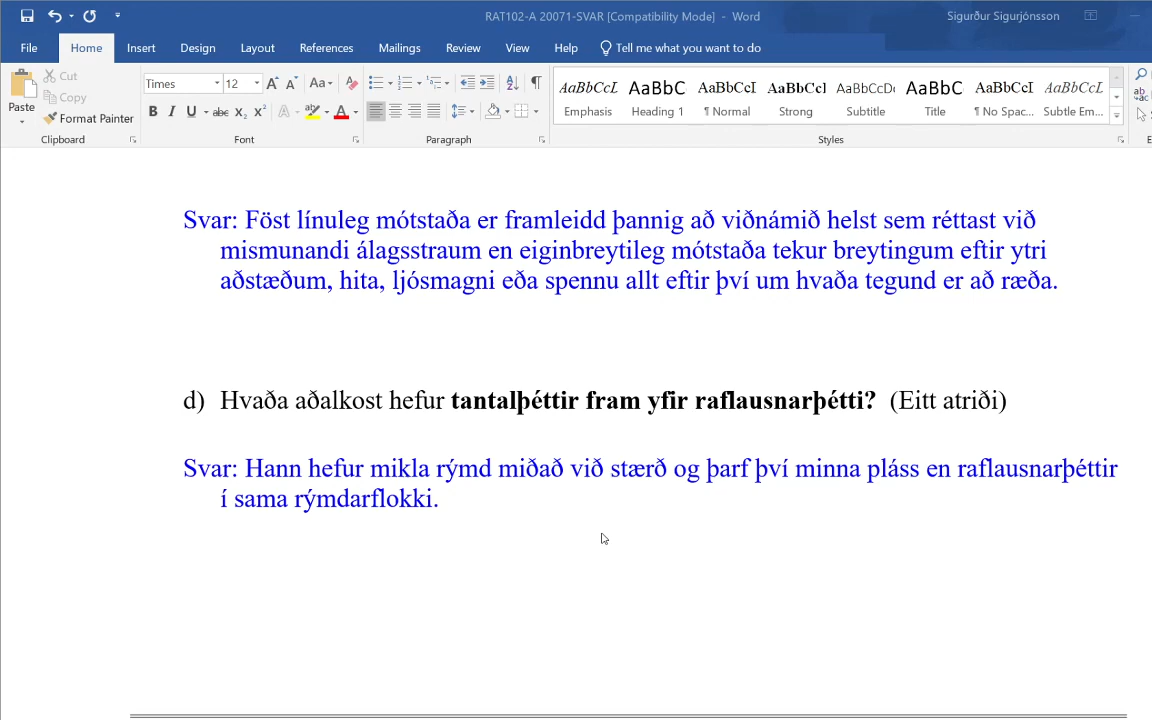 RAT102-A 20071-SVAR [Compatibility Mode] - Word
Sigurður Sigurjónsson
File Home Insert Design Layout References Mailings Review View Help Tell me what you want to do
Paste
Cut
Copy
Format Painter
Clipboard
Times 12
Font
Paragraph
AaBbCcL AaBbC AaBbCcI AaBbCcl AaBbCcDc AaBbC AaBbCcI AaBbCcL
Emphasis Heading 1 ¶ Normal Strong Subtitle Title ¶ No Spac... Subtle Em...
Styles
Svar: Föst línuleg mótstaða er framleidd þannig að viðnámið helst sem réttast við
mismunandi álagsstraum en eiginbreytileg mótstaða tekur breytingum eftir ytri
aðstæðum, hita, ljósmagni eða spennu allt eftir því um hvaða tegund er að ræða.
d) Hvaða aðalkost hefur tantalþéttir fram yfir raflausnarþétti? (Eitt atriði)
Svar: Hann hefur mikla rýmd miðað við stærð og þarf því minna pláss en raflausnarþéttir
í sama rýmdarflokki.